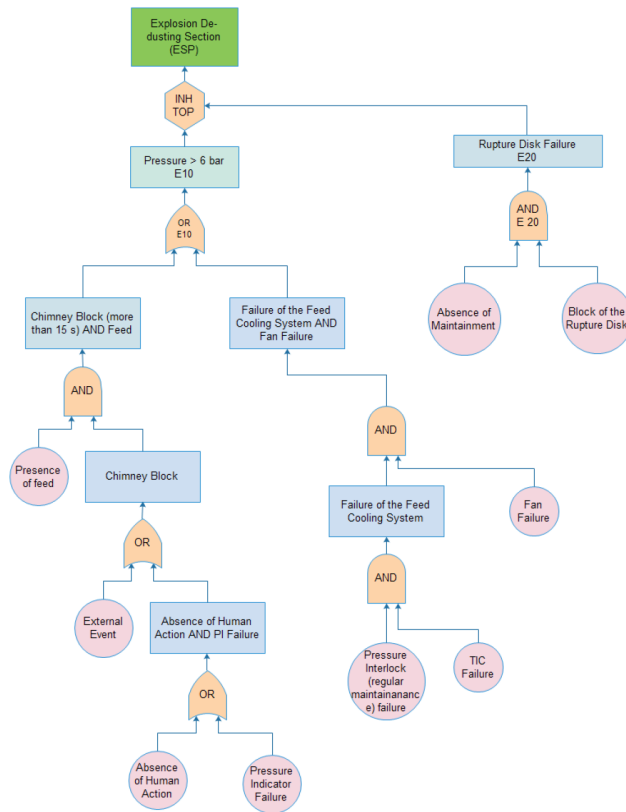 Explosion De-
dusting Section
(ESP)
INH
TOP
Pressure > 6 bar
E10
Rupture Disk Failure
E20
OR
E10
AND
E 20
Chimney Block (more
than 15 s) AND Feed
Failure of the Feed
Cooling System AND
Fan Failure
Absence of
Maintainment
Block of the
Rupture Disk
AND
AND
Presence
of feed
Chimney Block
Failure of the Feed
Cooling System
Fan
Failure
OR
AND
External
Event
Absence of Human
Action AND PI Failure
Pressure
Interlock
(regular
maintainananc
e) failure
TIC
Failure
OR
Absence
of Human
Action
Pressure
Indicator
Failure